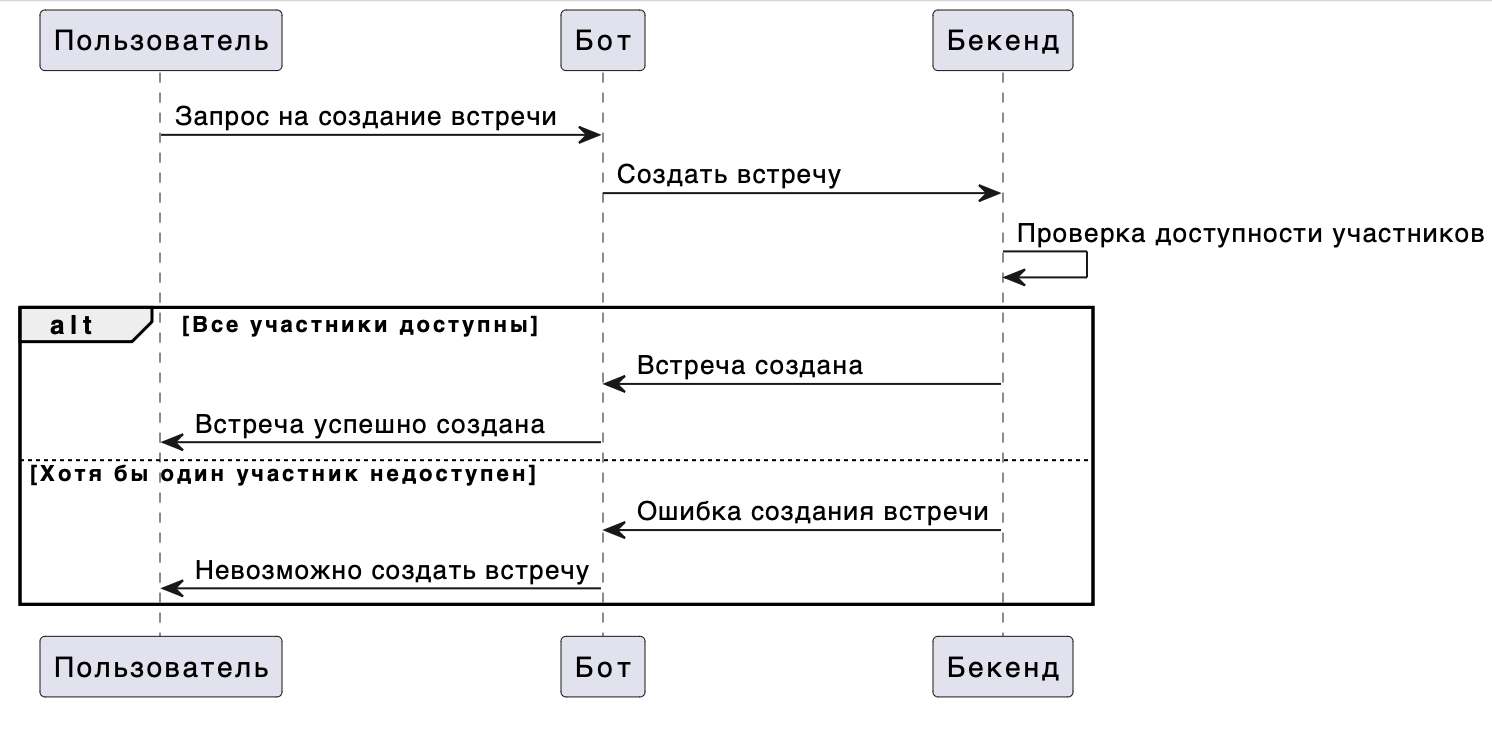 Пользователь Бот Бекенд
Запрос на создание встречи
Создать встречу
Проверка доступности участников
alt [Все участники доступны]
Встреча создана
Встреча успешно создана
[Хотя бы один участник недоступен]
Ошибка создания встречи
Невозможно создать встречу
Пользователь Бот Бекенд